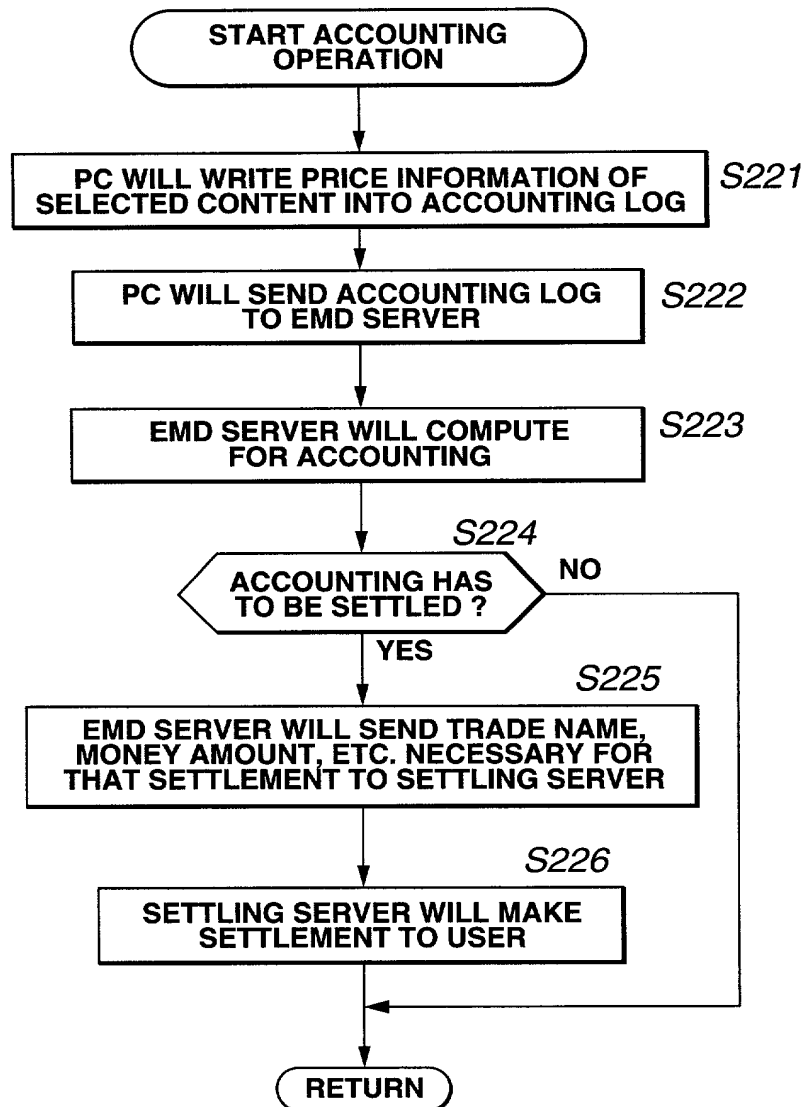 START ACCOUNTING
OPERATION
PC WILL WRITE PRICE INFORMATION OF
SELECTED CONTENT INTO ACCOUNTING LOG
S221
PC WILL SEND ACCOUNTING LOG
TO EMD SERVER
S222
EMD SERVER WILL COMPUTE
FOR ACCOUNTING
S223
S224
ACCOUNTING HAS
TO BE SETTLED ?
NO
YES
S225
EMD SERVER WILL SEND TRADE NAME,
MONEY AMOUNT, ETC. NECESSARY FOR
THAT SETTLEMENT TO SETTLING SERVER
S226
SETTLING SERVER WILL MAKE
SETTLEMENT TO USER
RETURN